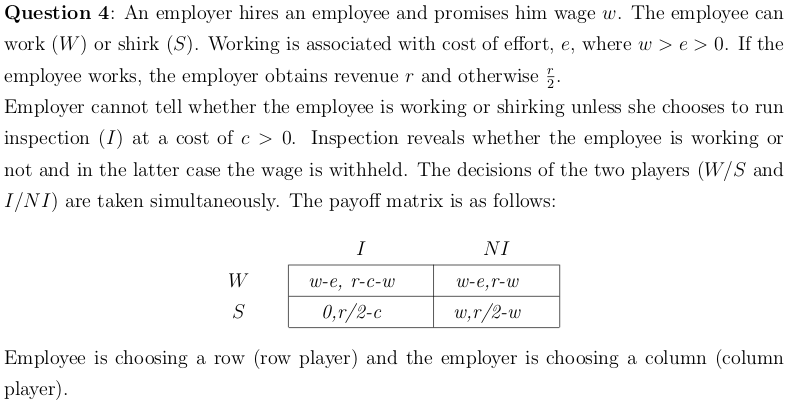 Question 4: An employer hires an employee and promises him wage w. The employee can
work (W) or shirk (S). Working is associated with cost of effort, e, where w > e > 0. If the
employee works, the employer obtains revenue r and otherwise r/2.
Employer cannot tell whether the employee is working or shirking unless she chooses to run
inspection (I) at a cost of c > 0. Inspection reveals whether the employee is working or
not and in the latter case the wage is withheld. The decisions of the two players (W/S and
I/NI) are taken simultaneously. The payoff matrix is as follows:
I NI
W w-e, r-c-w w-e,r-w
S 0,r/2-c w,r/2-w
Employee is choosing a row (row player) and the employer is choosing a column (column
player).